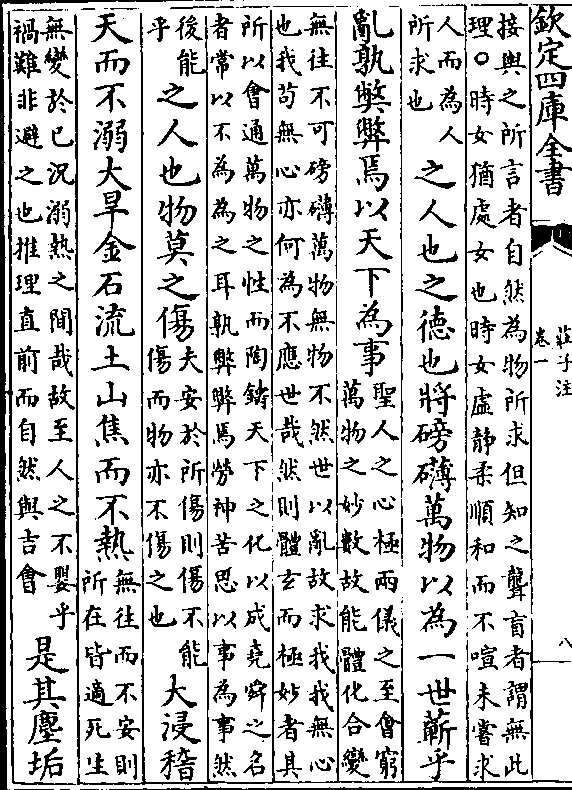 欽定四庫全書
莊子注
卷一
八
接輿之所言者自然為物所求但知之聾盲者謂無此
理〇時女猶處女也時女虛静柔順和而不喧未嘗求
人而為人
所求也
之人也之德也將磅礴萬物以為一世蘄乎
亂孰弊弊焉以天下為事
聖人之心極兩儀之至會窮
萬物之妙數故能體化合變
無往不可磅礴萬物無物不然世以亂故求我我無心
也我苟無心亦何為不應世哉然則體玄而極妙者其
所以會通萬物之性而陶鑄天下之化以成堯舜之名
者常以不為為之耳孰弊弊焉勞神苦思以事為事然
後能
乎
之人也物莫之傷
夫安於所傷則傷不能
傷而物亦不傷之也
大浸稽
天而不溺大旱金石流土山焦而不熱
無往而不安則
所在皆適死生
無變於已況溺熱之間哉故至人之不嬰乎
禍難非避之也推理直前而自然與吉會
是其塵垢